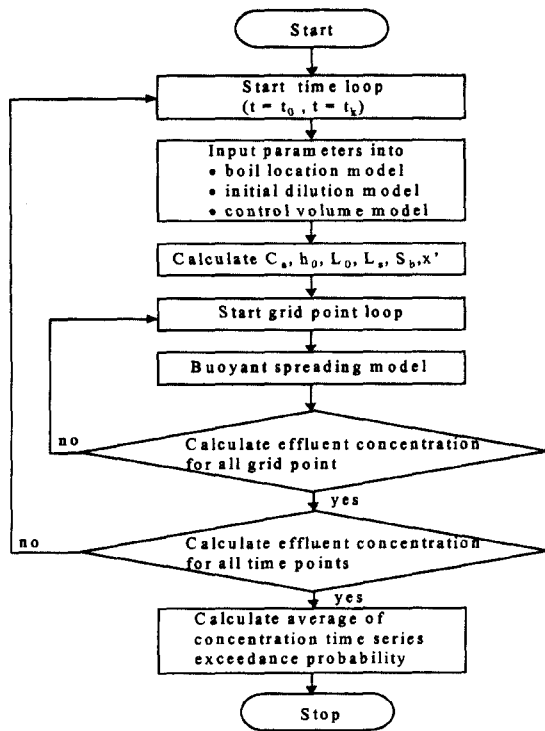 Start
Start time loop
(t = t₀ , t = tₖ)
Input parameters into
• boil location model
• initial dilution model
• control volume model
Calculate Cₐ, h₀, L₀, Lₛ, S_b, x'
Start grid point loop
Buoyant spreading model
no
Calculate effluent concentration
for all grid point
yes
no
Calculate effluent concentration
for all time points
yes
Calculate average of
concentration time series
exceedance probability
Stop